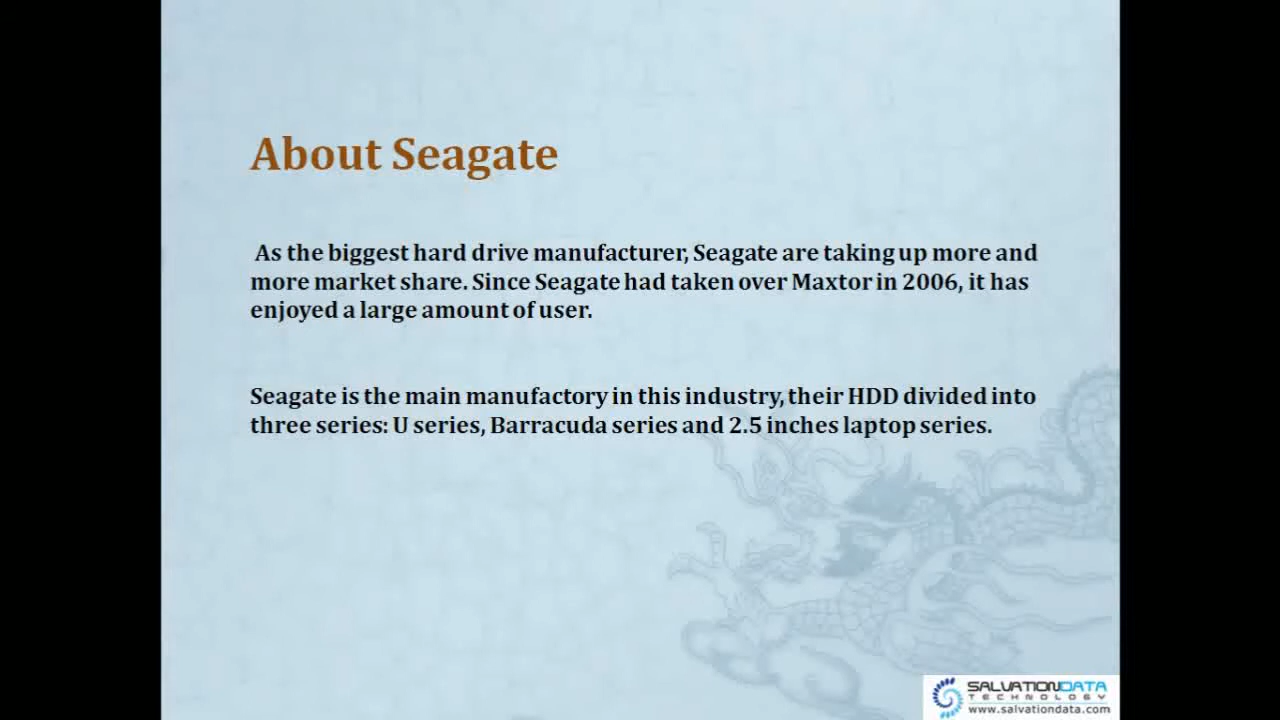 About Seagate
As the biggest hard drive manufacturer, Seagate are taking up more and
more market share. Since Seagate had taken over Maxtor in 2006, it has
enjoyed a large amount of user.
Seagate is the main manufactory in this industry, their HDD divided into
three series: U series, Barracuda series and 2.5 inches laptop series.
SALVATIONDATA
TECHNOLOGY
www.salvationdata.com